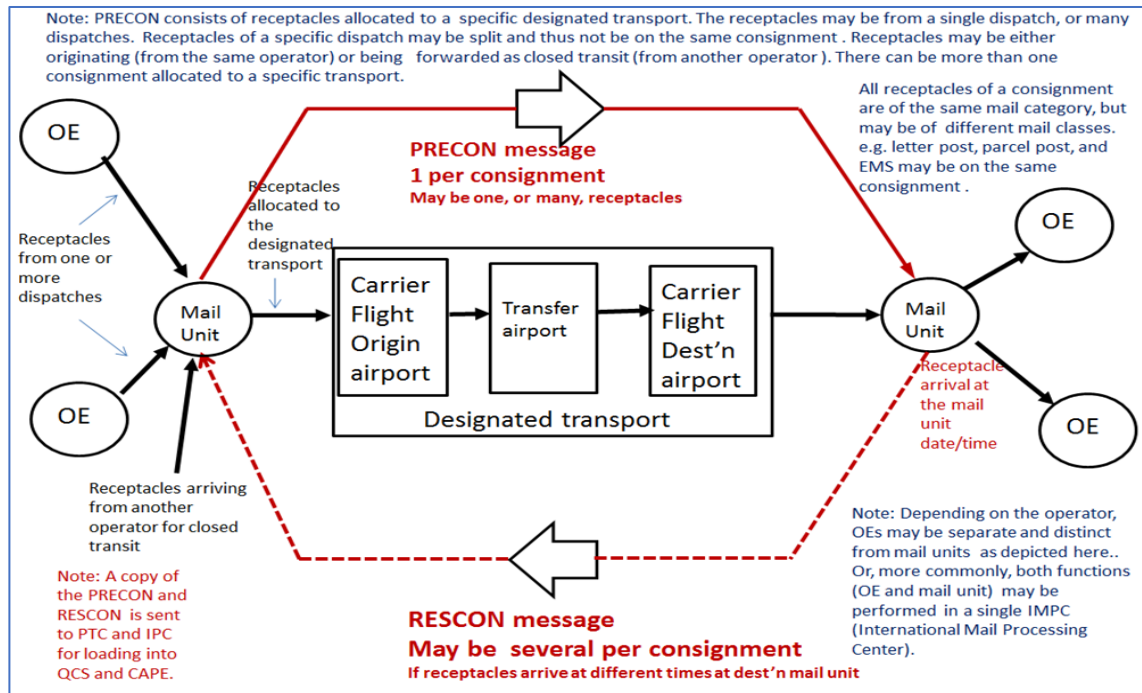 Note: PRECON consists of receptacles allocated to a specific designated transport. The receptacles may be from a single dispatch, or many
dispatches. Receptacles of a specific dispatch may be split and thus not be on the same consignment . Receptacles may be either
originating (from the same operator) or being forwarded as closed transit (from another operator ). There can be more than one
consignment allocated to a specific transport.
All receptacles of a consignment
are of the same mail category, but
may be of different mail classes.
e.g. letter post, parcel post, and
EMS may be on the same
consignment .
OE
PRECON message
1 per consignment
May be one, or many, receptacles
Receptacles
allocated to
the
designated
transport
Receptacles
from one or
more
dispatches
OE
Mail
Unit
Carrier
Flight
Origin
airport
Transfer
airport
Carrier
Flight
Dest'n
airport
Designated transport
Mail
Unit
Receptacle
arrival at
the mail
unit
date/time
OE
OE
Receptacles arriving
from another
operator for closed
transit
Note: A copy of
the PRECON and
RESCON is sent
to PTC and IPC
for loading into
QCS and CAPE.
RESCON message
May be several per consignment
If receptacles arrive at different times at dest'n mail unit
Note: Depending on the operator,
OEs may be separate and distinct
from mail units as depicted here..
Or, more commonly, both functions
(OE and mail unit) may be
performed in a single IMPC
(International Mail Processing
Center).